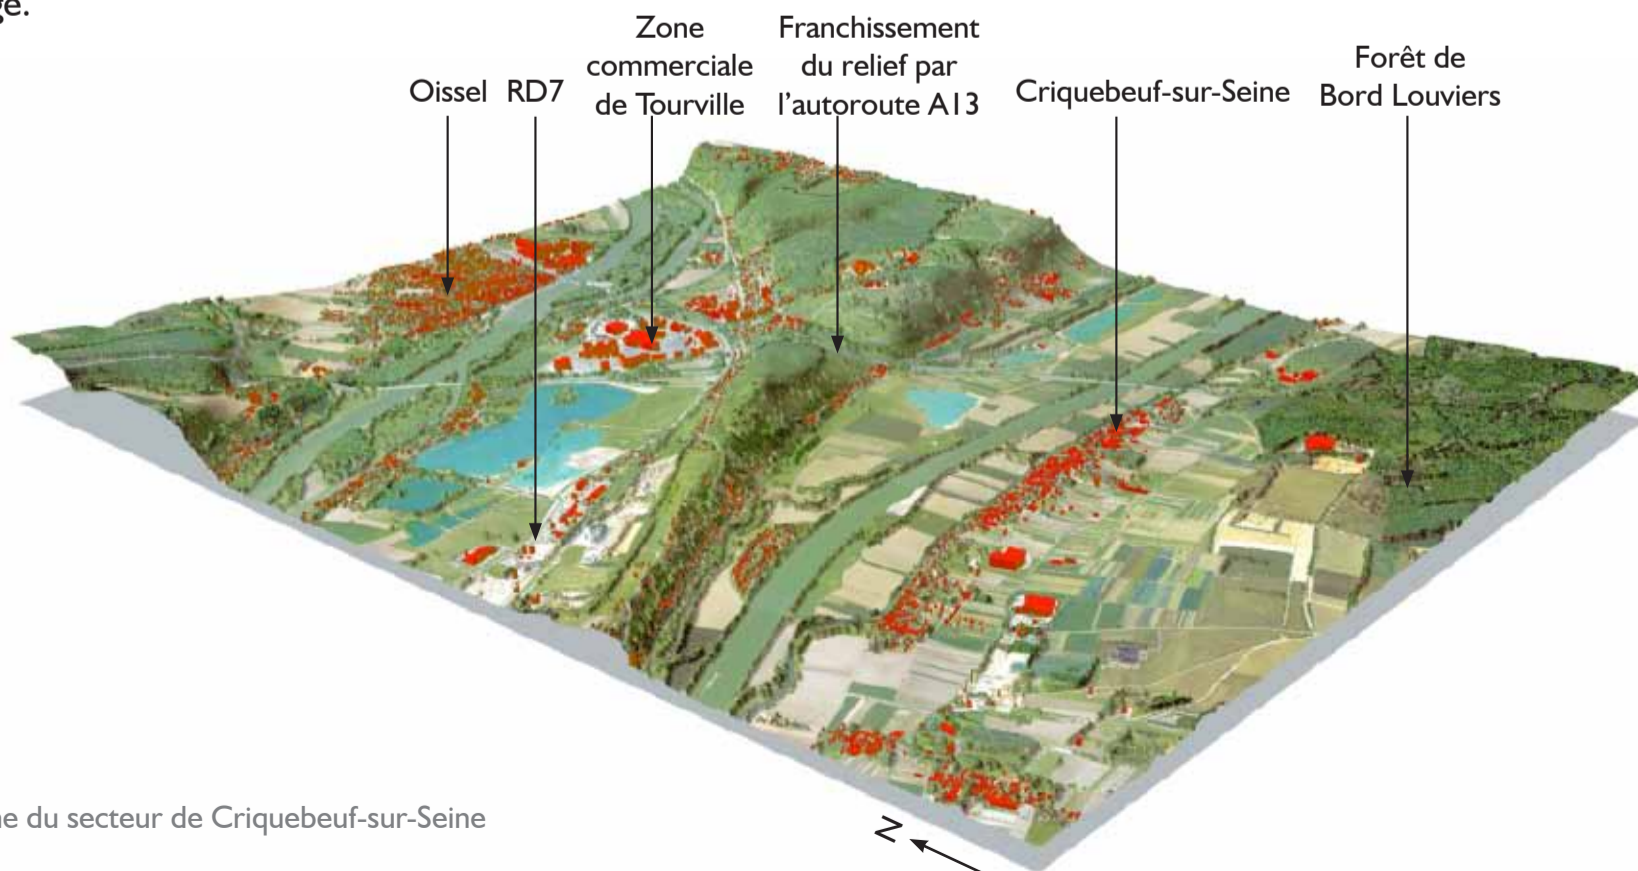 Zone
commerciale
de Tourville
Franchissement
du relief par
l'autoroute A13
Forêt de
Bord Louviers
Oissel
RD7
Criquebeuf-sur-Seine
du secteur de Criquebeuf-sur-Seine
N